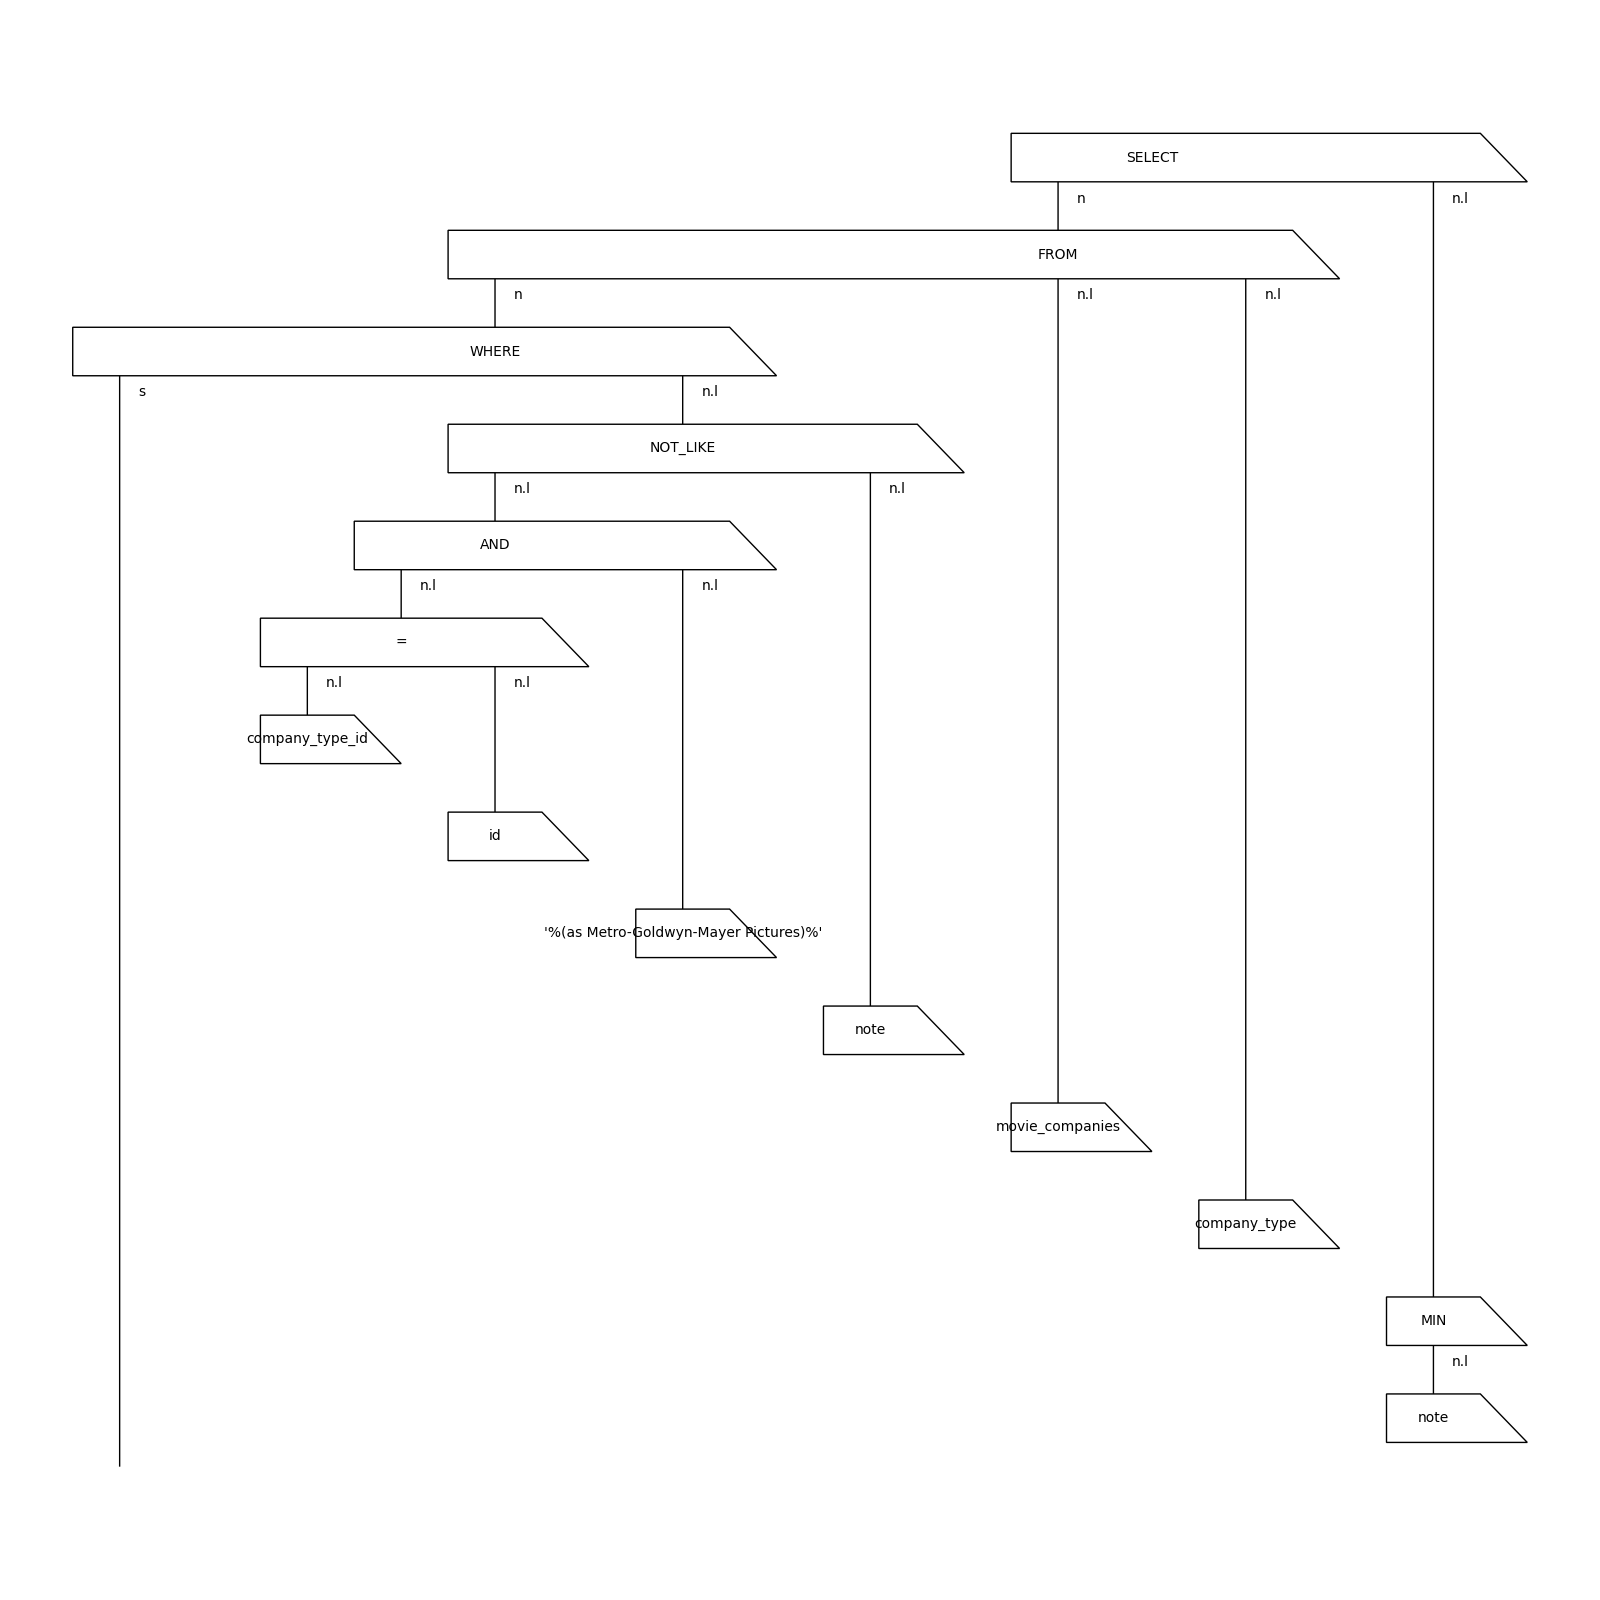 SELECT
n n.l
FROM
n n.l n.l
WHERE
s n.l
NOT_LIKE
n.l n.l
AND
n.l n.l
=
n.l n.l
company_type_id
id
'%(as Metro-Goldwyn-Mayer Pictures)%'
note
movie_companies
company_type
MIN
n.l
note